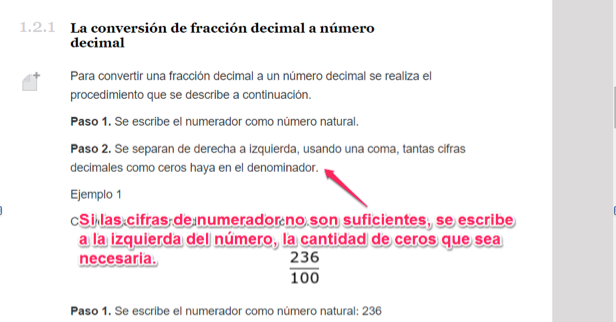 1.2.1 La conversión de fracción decimal a número
decimal
Para convertir una fracción decimal a un número decimal se realiza el
procedimiento que se describe a continuación.
Paso 1. Se escribe el numerador como número natural.
Paso 2. Se separan de derecha a izquierda, usando una coma, tantas cifras
decimales como ceros haya en el denominador.
Ejemplo 1
Si las cifras de numerador no son suficientes, se escribe
a la izquierda del número, la cantidad de ceros que sea
necesaria.
236
100
Paso 1. Se escribe el numerador como número natural: 236